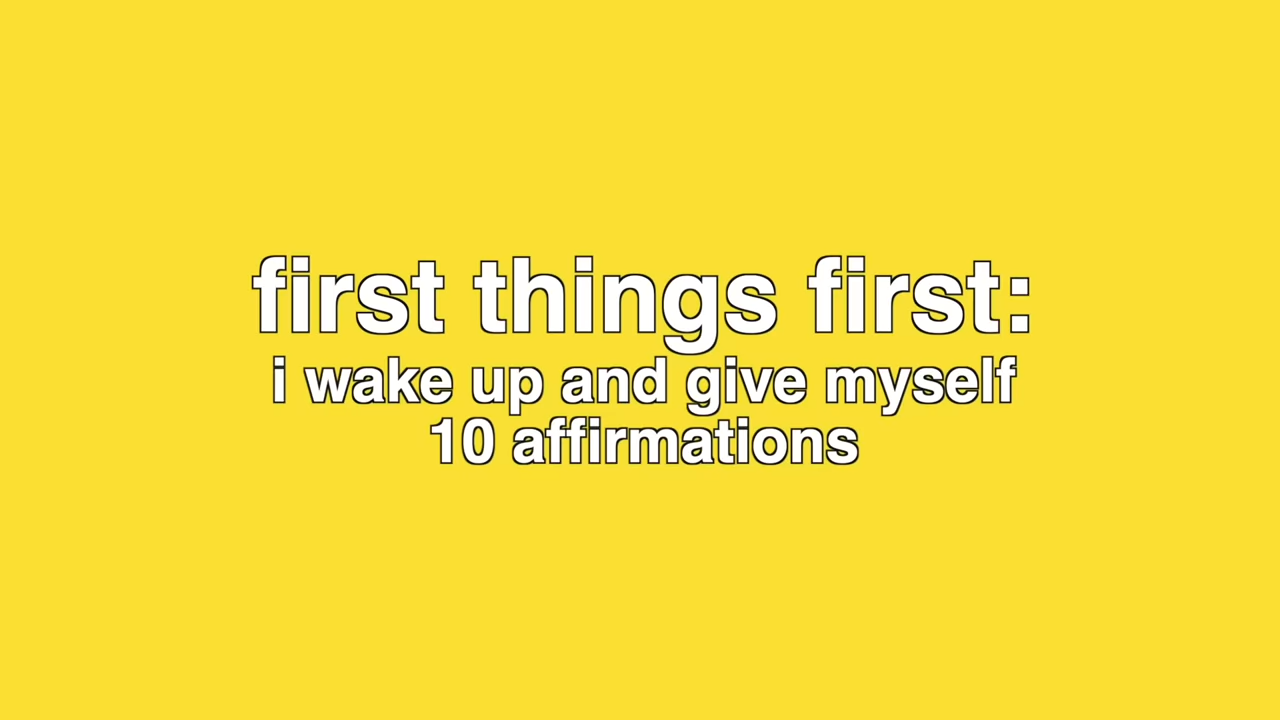 first things first:
i wake up and give myself
10 affirmations